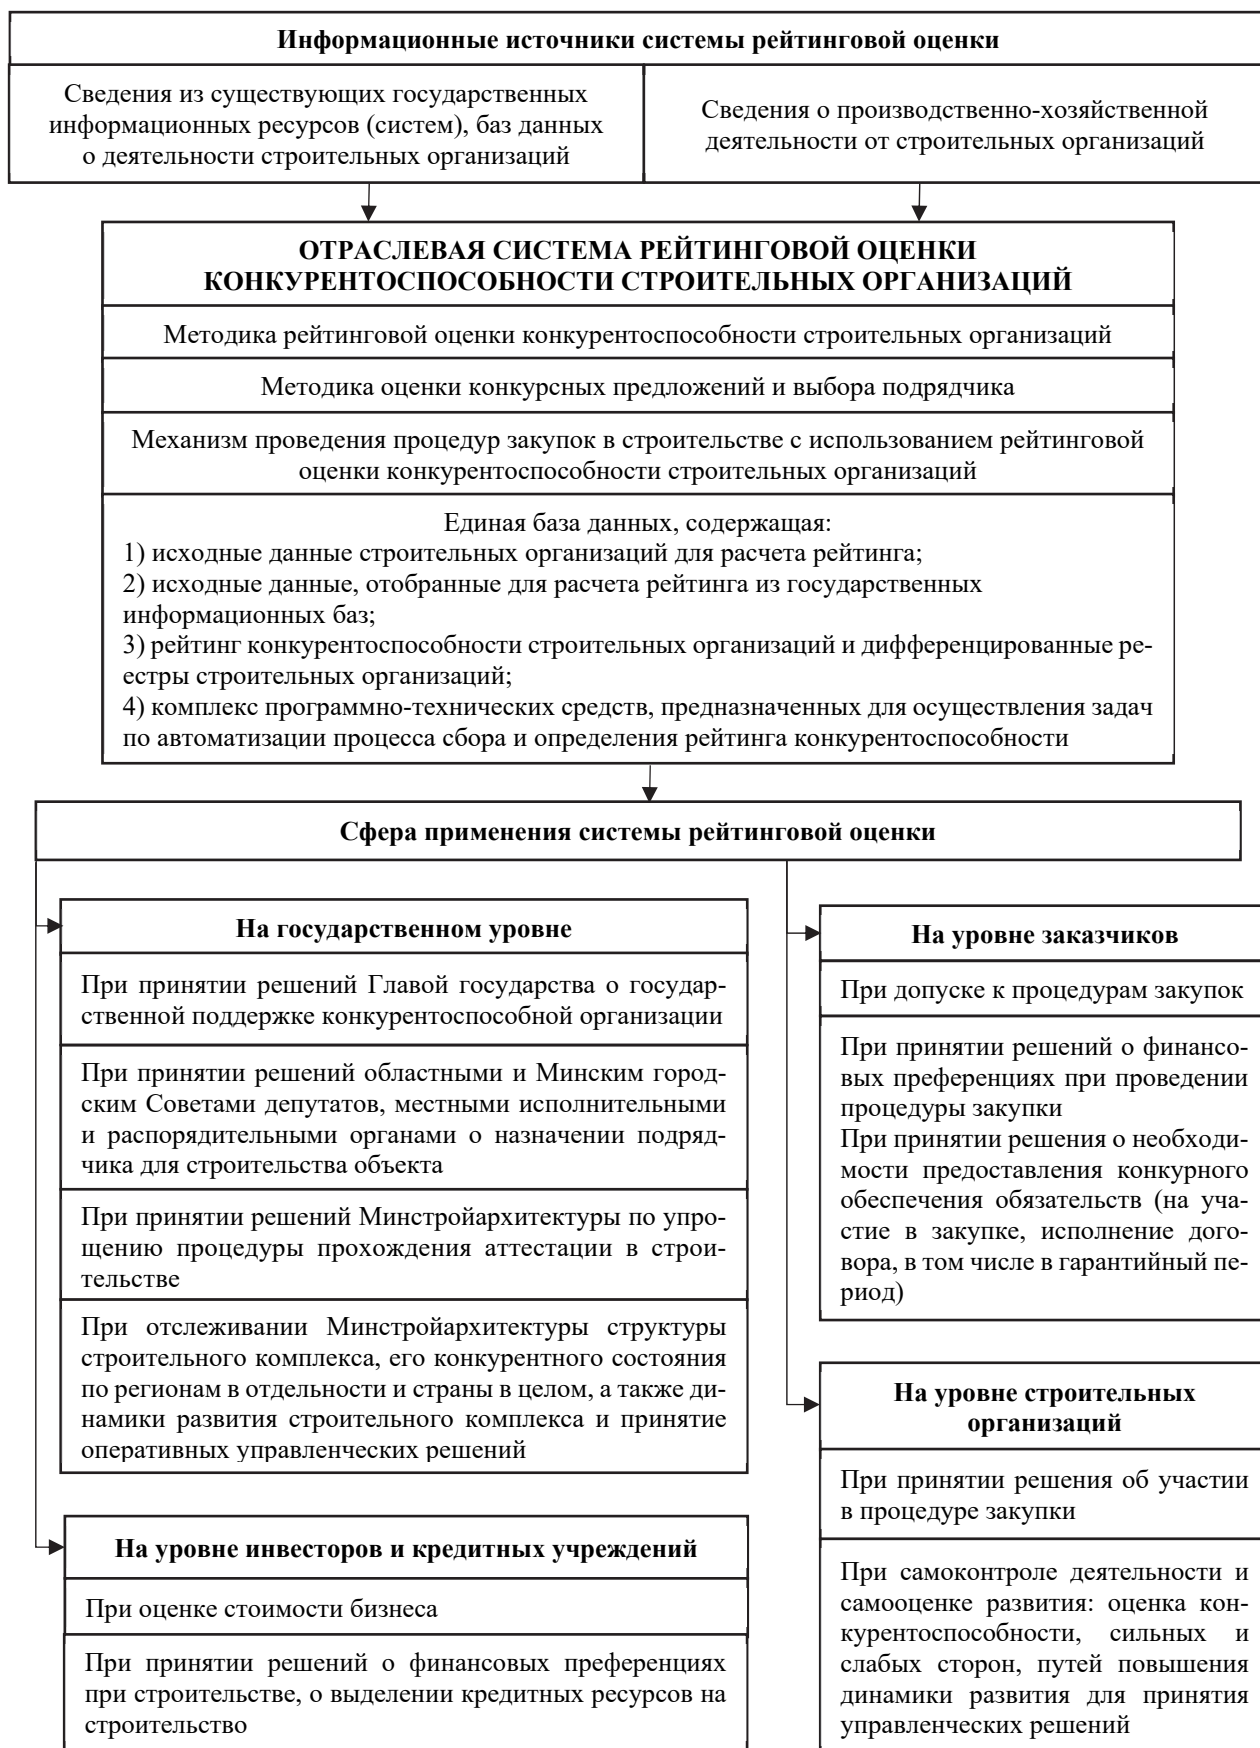 Информационные источники системы рейтинговой оценки
Сведения из существующих государственных
информационных ресурсов (систем), баз данных
о деятельности строительных организаций
Сведения о производственно-хозяйственной
деятельности от строительных организаций
ОТРАСЛЕВАЯ СИСТЕМА РЕЙТИНГОВОЙ ОЦЕНКИ
КОНКУРЕНТОСПОСОБНОСТИ СТРОИТЕЛЬНЫХ ОРГАНИЗАЦИЙ
Методика рейтинговой оценки конкурентоспособности строительных организаций
Методика оценки конкурсных предложений и выбора подрядчика
Механизм проведения процедур закупок в строительстве с использованием рейтинговой
оценки конкурентоспособности строительных организаций
Единая база данных, содержащая:
1) исходные данные строительных организаций для расчета рейтинга;
2) исходные данные, отобранные для расчета рейтинга из государственных
информационных баз;
3) рейтинг конкурентоспособности строительных организаций и дифференцированные ре-
естры строительных организаций;
4) комплекс программно-технических средств, предназначенных для осуществления задач
по автоматизации процесса сбора и определения рейтинга конкурентоспособности
Сфера применения системы рейтинговой оценки
На государственном уровне
При принятии решений Главой государства о государ-
ственной поддержке конкурентоспособной организации
При принятии решений областными и Минским город-
ским Советами депутатов, местными исполнительными
и распорядительными органами о назначении подряд-
чика для строительства объекта
При принятии решений Минстройархитектуры по упро-
щению процедуры прохождения аттестации в строи-
тельстве
При отслеживании Минстройархитектуры структуры
строительного комплекса, его конкурентного состояния
по регионам в отдельности и страны в целом, а также ди-
намики развития строительного комплекса и принятие
оперативных управленческих решений
На уровне инвесторов и кредитных учреждений
При оценке стоимости бизнеса
При принятии решений о финансовых преференциях
при строительстве, о выделении кредитных ресурсов на
строительство
На уровне заказчиков
При допуске к процедурам закупок
При принятии решений о финансо-
вых преференциях при проведении
процедуры закупки
При принятии решения о необходи-
мости предоставления конкурного
обеспечения обязательств (на уча-
стие в закупке, исполнение дого-
вора, в том числе в гарантийный пе-
риод)
На уровне строительных
организаций
При принятии решения об участии
в процедуре закупки
При самоконтроле деятельности и
самооценке развития: оценка кон-
курентоспособности, сильных и
слабых сторон, путей повышения
динамики развития для принятия
управленческих решений